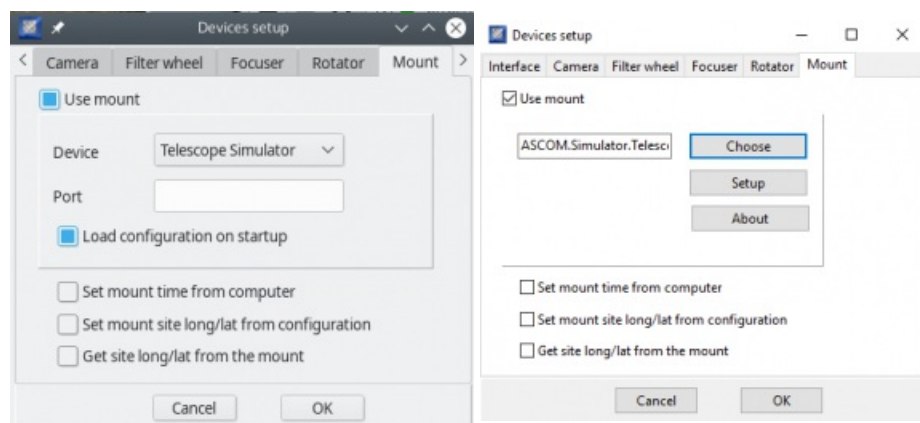 Devices setup
Camera Filter wheel Focuser Rotator Mount
Use mount
Device Telescope Simulator
Port
Load configuration on startup
Set mount time from computer
Set mount site long/lat from configuration
Get site long/lat from the mount
Cancel OK
Devices setup
Interface Camera Filter wheel Focuser Rotator Mount
Use mount
ASCOM.Simulator.Telesc Choose
Setup
About
Set mount time from computer
Set mount site long/lat from configuration
Get site long/lat from the mount
Cancel OK